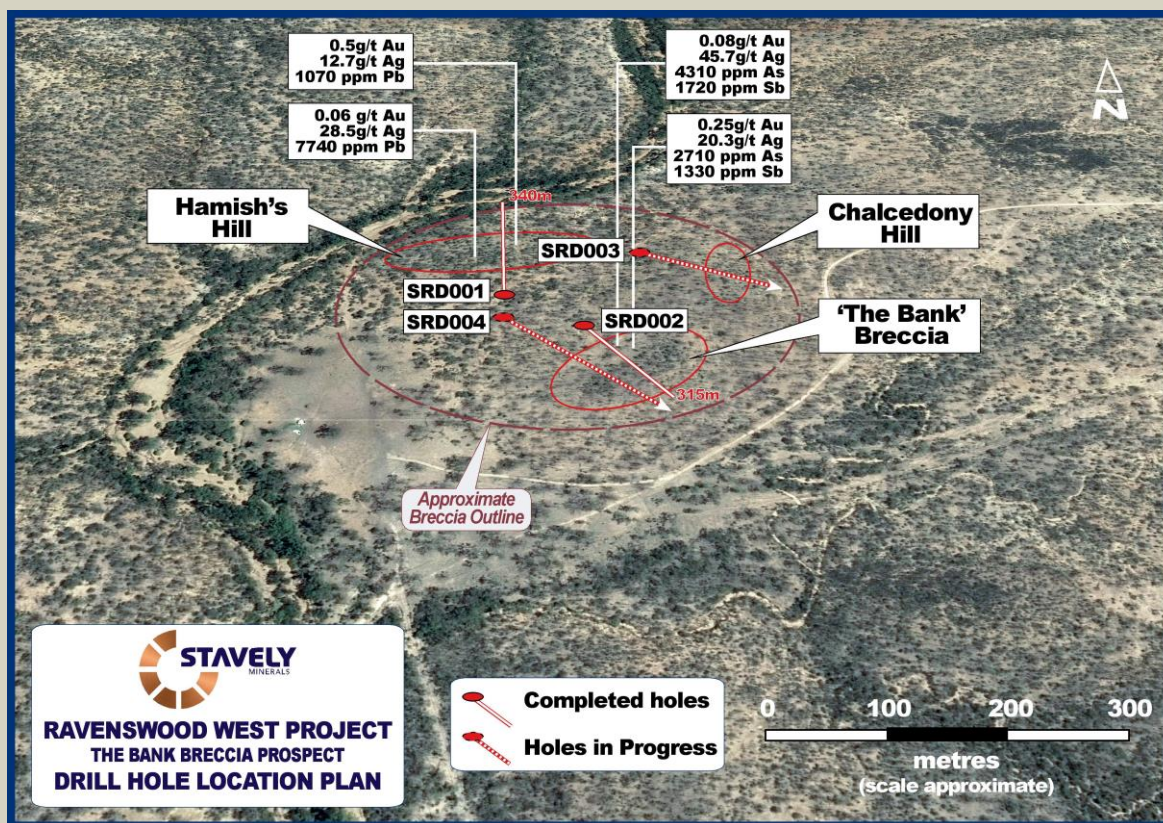 0.5g/t Au
12.7g/t Ag
1070 ppm Pb
0.06 g/t Au
28.5g/t Ag
7740 ppm Pb
0.08g/t Au
45.7g/t Ag
4310 ppm As
1720 ppm Sb
0.25g/t Au
20.3g/t Ag
2710 ppm As
1330 ppm Sb
N
340m
Hamish's
Hill
SRD003
Chalcedony
Hill
SRD001
SRD004
SRD002
'The Bank'
Breccia
315m
Approximate
Breccia Outline
STAVELY
MINERALS
RAVENSWOOD WEST PROJECT
THE BANK BRECCIA PROSPECT
DRILL HOLE LOCATION PLAN
Completed holes
Holes in Progress
0 100 200 300
metres
(scale approximate)